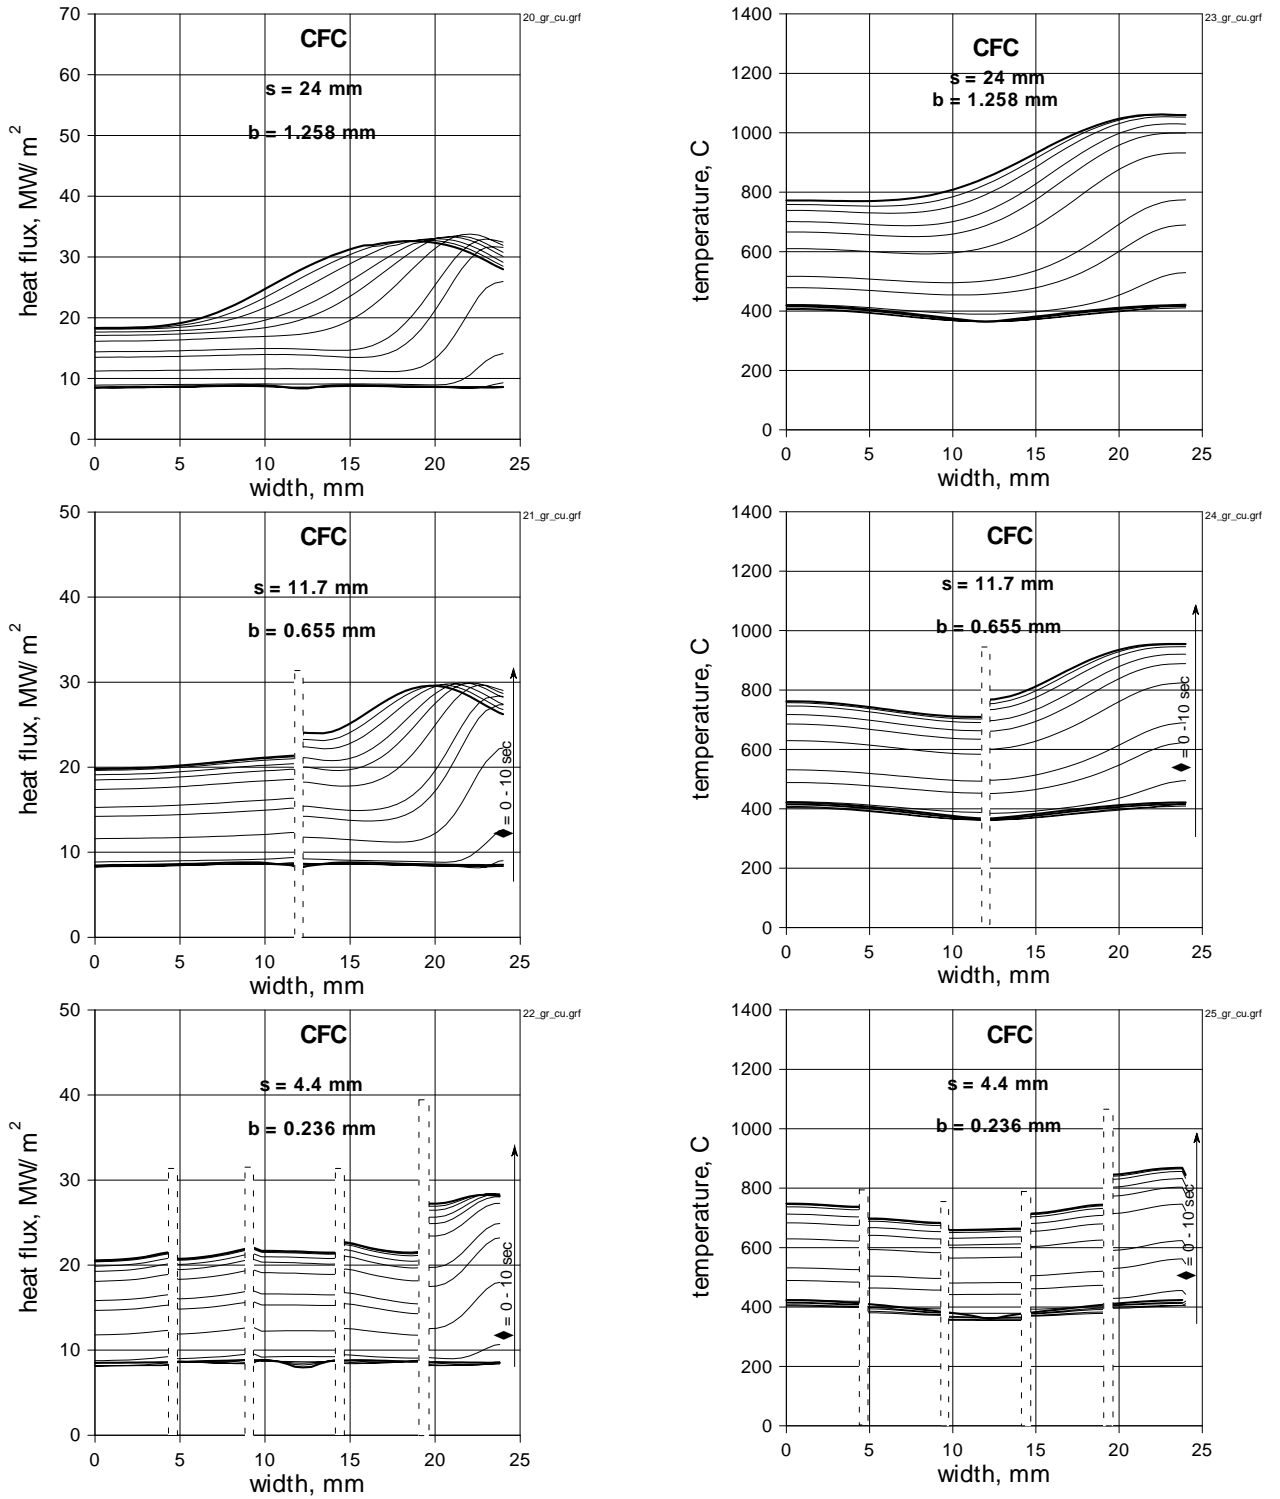 20_gr_cu.grf
CFC
s = 24 mm
b = 1.258 mm
heat flux, MW/ m²
70
60
50
40
30
20
10
0
0 5 10 15 20 25
width, mm
23_gr_cu.grf
CFC
s = 24 mm
b = 1.258 mm
temperature, C
1400
1200
1000
800
600
400
200
0
0 5 10 15 20 25
width, mm
21_gr_cu.grf
CFC
s = 11.7 mm
b = 0.655 mm
heat flux, MW/ m²
50
40
30
20
10
0
0 5 10 15 20 25
width, mm
= 0 - 10 sec
24_gr_cu.grf
CFC
s = 11.7 mm
b = 0.655 mm
temperature, C
1400
1200
1000
800
600
400
200
0
0 5 10 15 20 25
width, mm
= 0 - 10 sec
22_gr_cu.grf
CFC
s = 4.4 mm
b = 0.236 mm
heat flux, MW/ m²
50
40
30
20
10
0
0 5 10 15 20 25
width, mm
= 0 - 10 sec
25_gr_cu.grf
CFC
s = 4.4 mm
b = 0.236 mm
temperature, C
1400
1200
1000
800
600
400
200
0
0 5 10 15 20 25
width, mm
= 0 - 10 sec